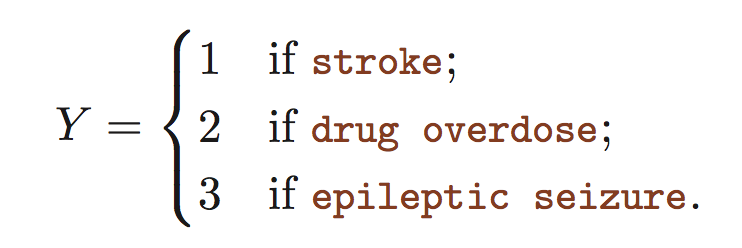 1 if stroke;
Y = { 2 if drug overdose;
3 if epileptic seizure.